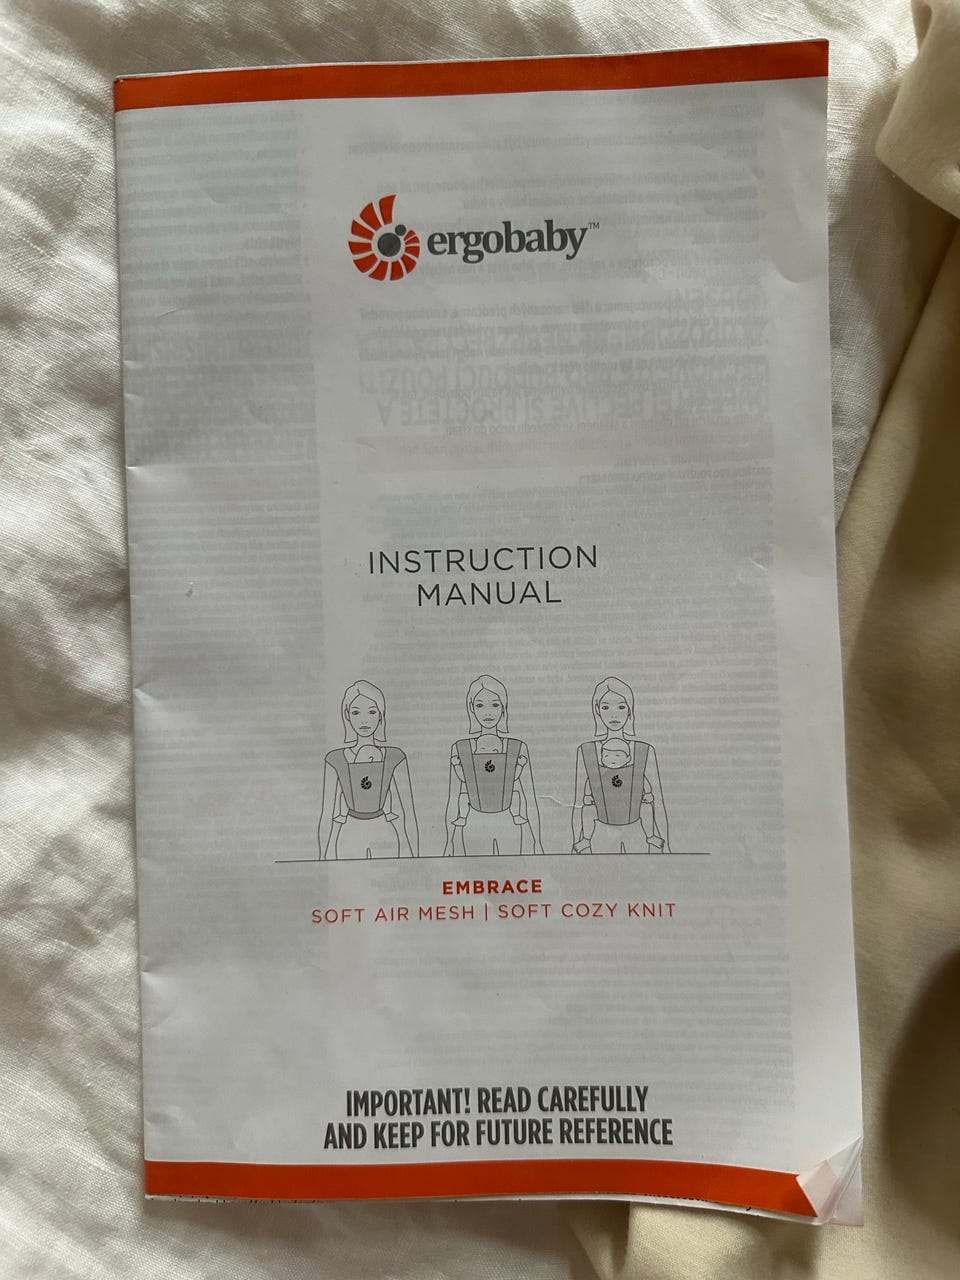 ergobaby™
INSTRUCTION
MANUAL
EMBRACE
SOFT AIR MESH | SOFT COZY KNIT
IMPORTANT! READ CAREFULLY
AND KEEP FOR FUTURE REFERENCE